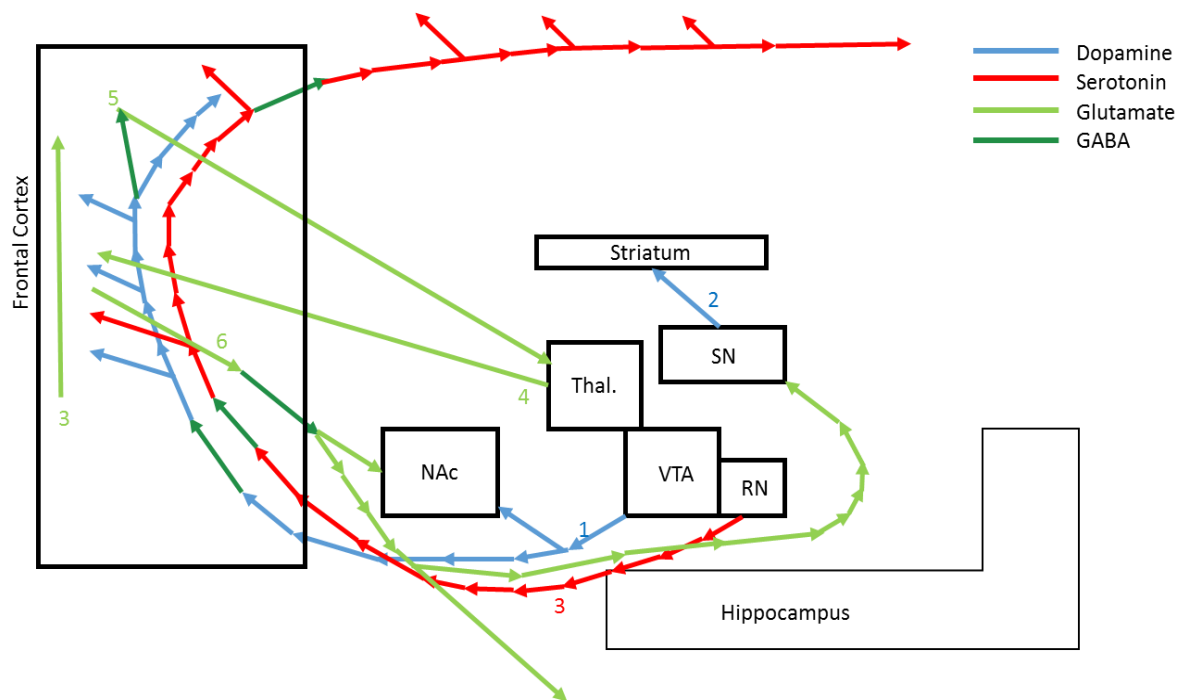 Dopamine
Serotonin
Glutamate
GABA
Frontal Cortex
5
3
6
Striatum
2
SN
Thal.
4
NAc
VTA
RN
1
3
Hippocampus